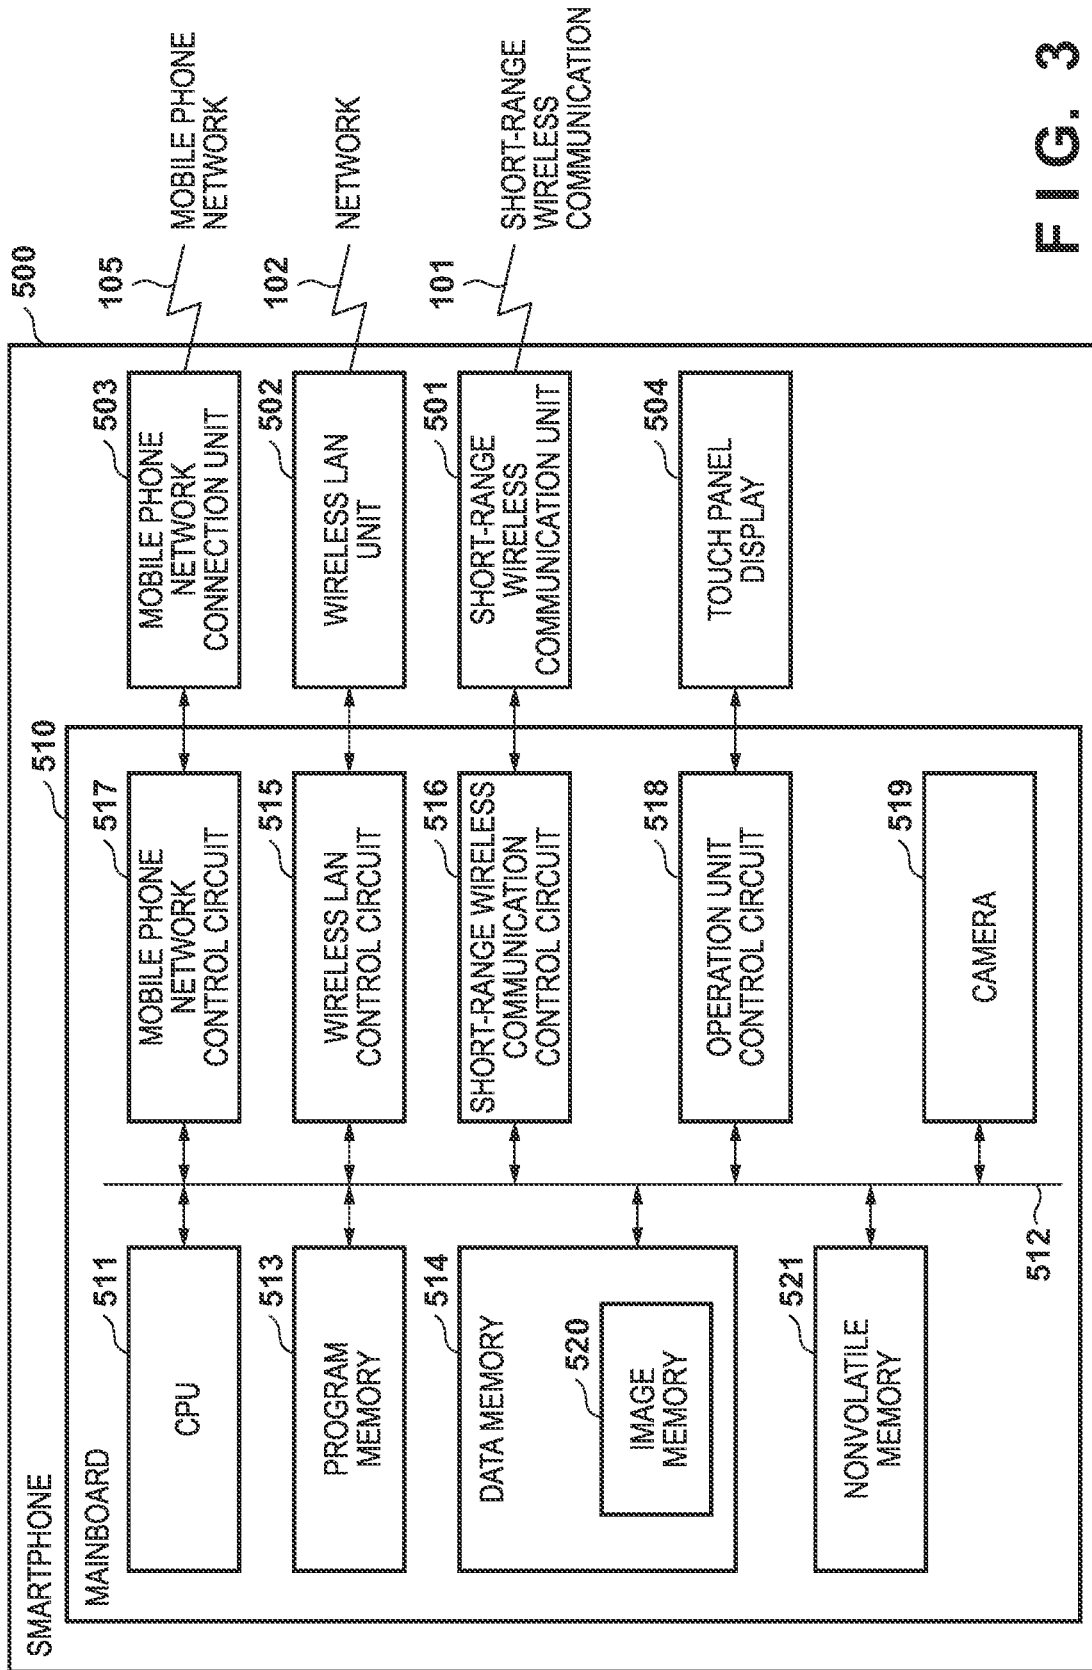 FIG. 3
SMARTPHONE
500
MAINBOARD
510
511
CPU
513
PROGRAM
MEMORY
514
DATA MEMORY
520
IMAGE
MEMORY
521
NONVOLATILE
MEMORY
512
517
MOBILE PHONE
NETWORK
CONTROL CIRCUIT
515
WIRELESS LAN
CONTROL CIRCUIT
516
SHORT-RANGE WIRELESS
COMMUNICATION
CONTROL CIRCUIT
518
OPERATION UNIT
CONTROL CIRCUIT
519
CAMERA
503
MOBILE PHONE
NETWORK
CONNECTION UNIT
502
WIRELESS LAN
UNIT
501
SHORT-RANGE
WIRELESS
COMMUNICATION UNIT
504
TOUCH PANEL
DISPLAY
105
MOBILE PHONE
NETWORK
102
NETWORK
101
SHORT-RANGE
WIRELESS
COMMUNICATION